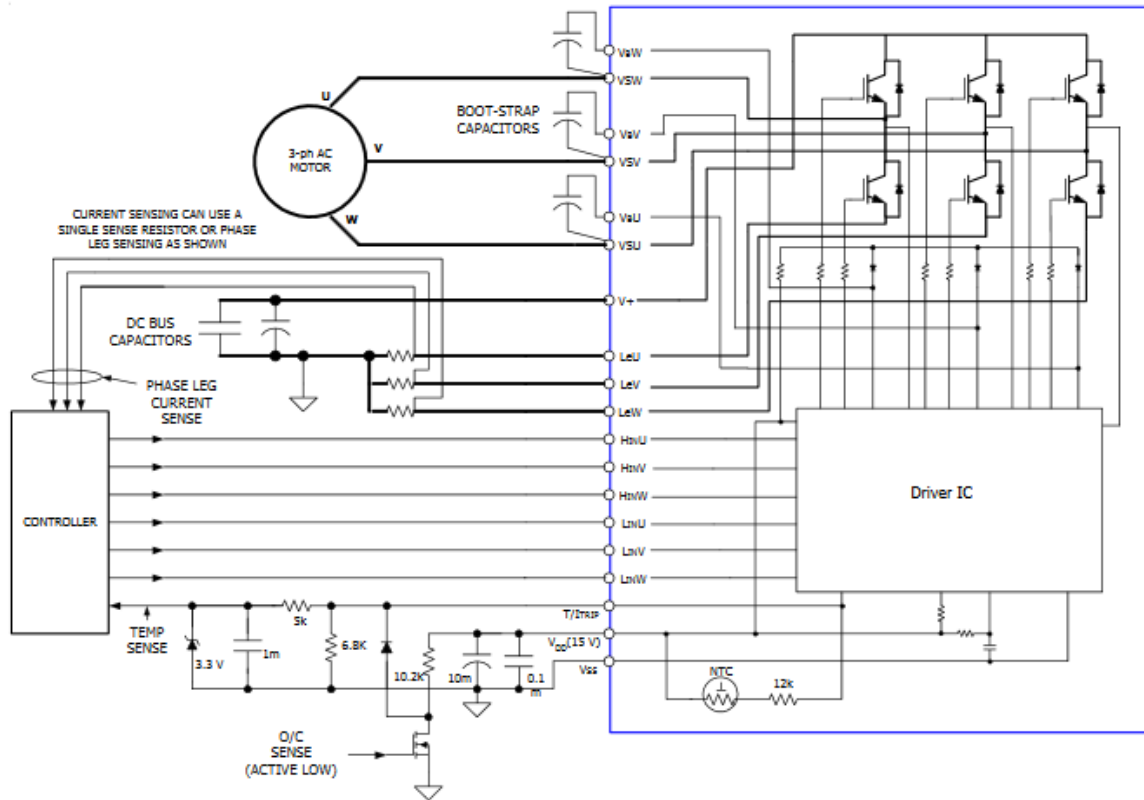 VBW
VSW
U
BOOT-STRAP
CAPACITORS
VBV
3-ph AC
MOTOR
V
VSV
W
VBU
CURRENT SENSING CAN USE A
SINGLE SENSE RESISTOR OR PHASE
LEG SENSING AS SHOWN
VSU
V+
DC BUS
CAPACITORS
LeU
PHASE LEG
CURRENT
SENSE
LeV
LeW
HINU
HINV
HINW
Driver IC
CONTROLLER
LINU
LINV
LINW
T/ITRIP
TEMP
SENSE
5k
3.3 V
1m
6.8K
10.2k
10m
0.1
m
VDD(15 V)
VSS
NTC
12k
O/C
SENSE
(ACTIVE LOW)